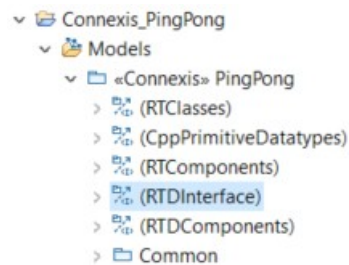 Connexis_PingPong
Models
«Connexis» PingPong
(RTClasses)
(CppPrimitiveDatatypes)
(RTComponents)
(RTDInterface)
(RTDComponents)
Common